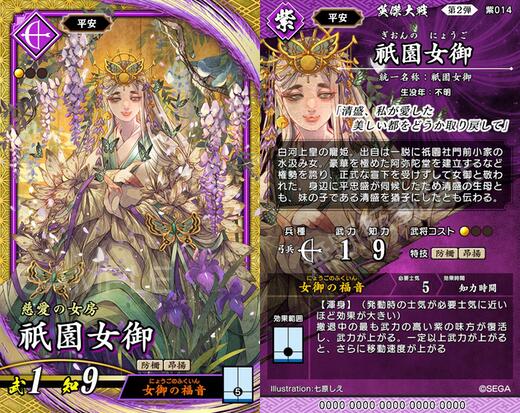 平安
慈愛の女房
祇園女御
防柵 昂揚
武1 知9
にょうごのふくいん
女御の福音
5
紫
平安
英傑大戦
第2弾
紫014
ぎおんの にょうご
祇園女御
統一名称：祇園女御
生没年：不明
「清盛、私が愛した
美しい都をどうか取り戻して」
白河上皇の寵姫。出自は一説に祇園社門前小家の
水汲み女。豪華を極めた阿弥陀堂を建立するなど
権勢を誇り、正式な宣下を受けずして女御と敬わ
れた。身辺に平忠盛が伺候したため清盛の生母と
も、妹の子である清盛を猶子にしたとも伝わる。
兵種 武力 知力 武将コスト
弓兵 1 9
特技 防柵 昂揚
にょうごのふくいん
女御の福音
必要士気 5
効果時間 知力時間
効果範囲
【渾身】（発動時の士気が必要士気に近い
ほど効果が大きい）
撤退中の最も武力の高い紫の味方が復活
し、武力が上がる。一定以上武力が上がる
と、さらに移動速度が上がる
Illustration:七原しえ
©SEGA
0000 0000 0000 0000 0000